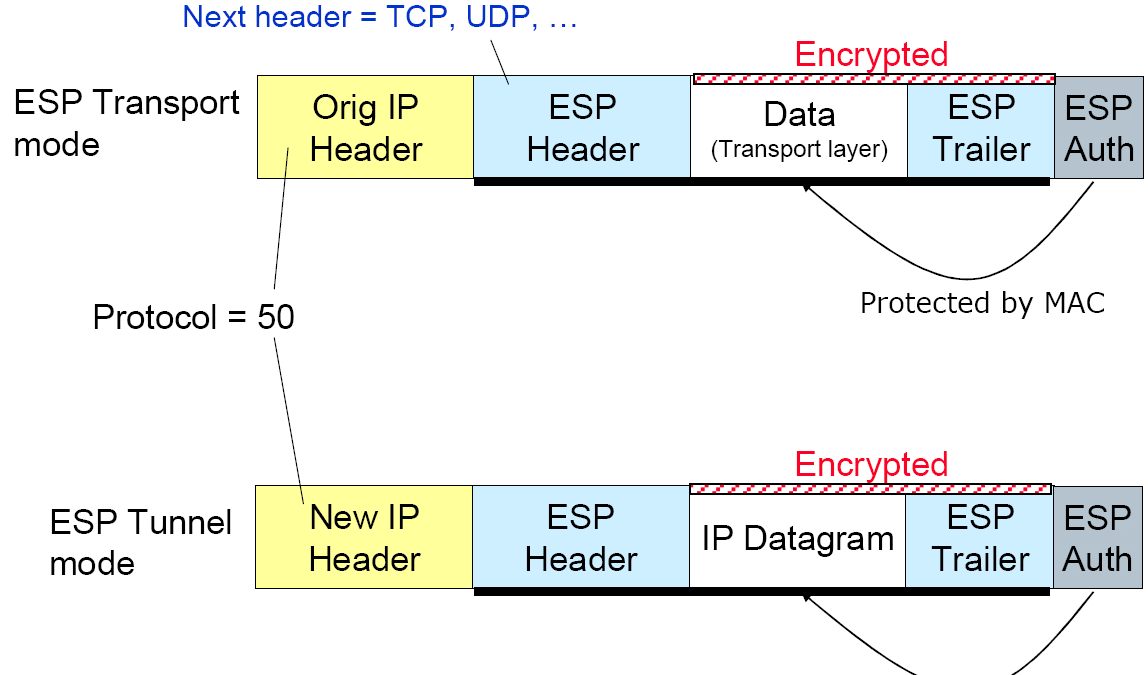 Next header = TCP, UDP, …
Encrypted
ESP Transport
mode
Orig IP
Header
ESP
Header
Data
(Transport layer)
ESP
Trailer
ESP
Auth
Protected by MAC
Protocol = 50
Encrypted
ESP Tunnel
mode
New IP
Header
ESP
Header
IP Datagram
ESP
Trailer
ESP
Auth